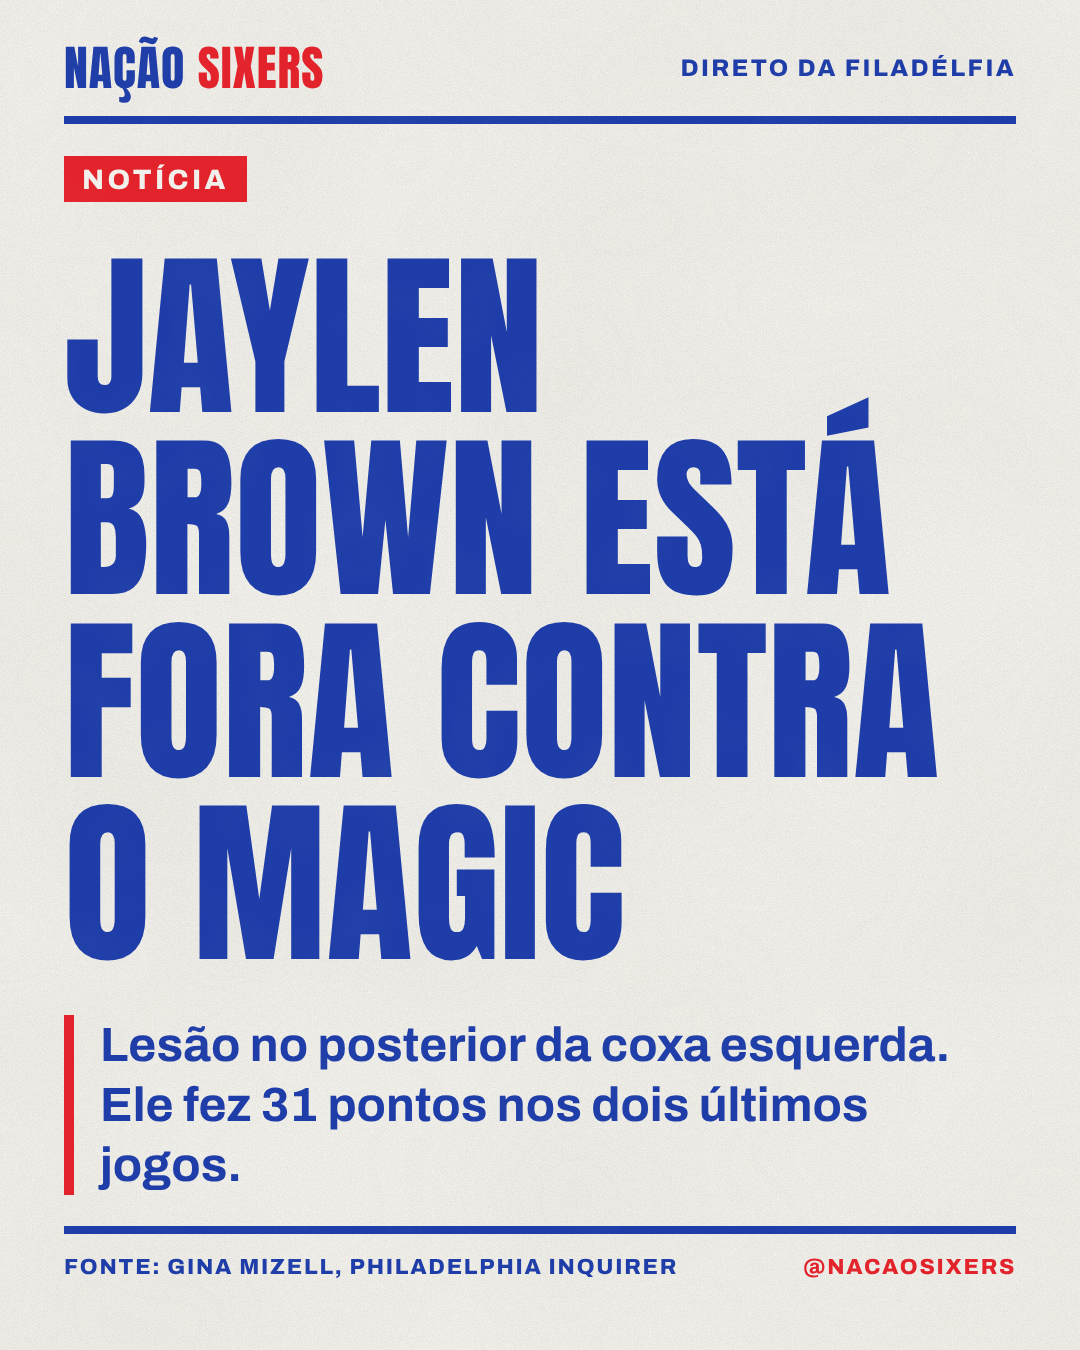 NAÇÃO SIXERS
DIRETO DA FILADÉLFIA
NOTÍCIA
JAYLEN
BROWN ESTÁ
FORA CONTRA
O MAGIC
Lesão no posterior da coxa esquerda.
Ele fez 31 pontos nos dois últimos
jogos.
FONTE: GINA MIZELL, PHILADELPHIA INQUIRER
@NACAOSIXERS